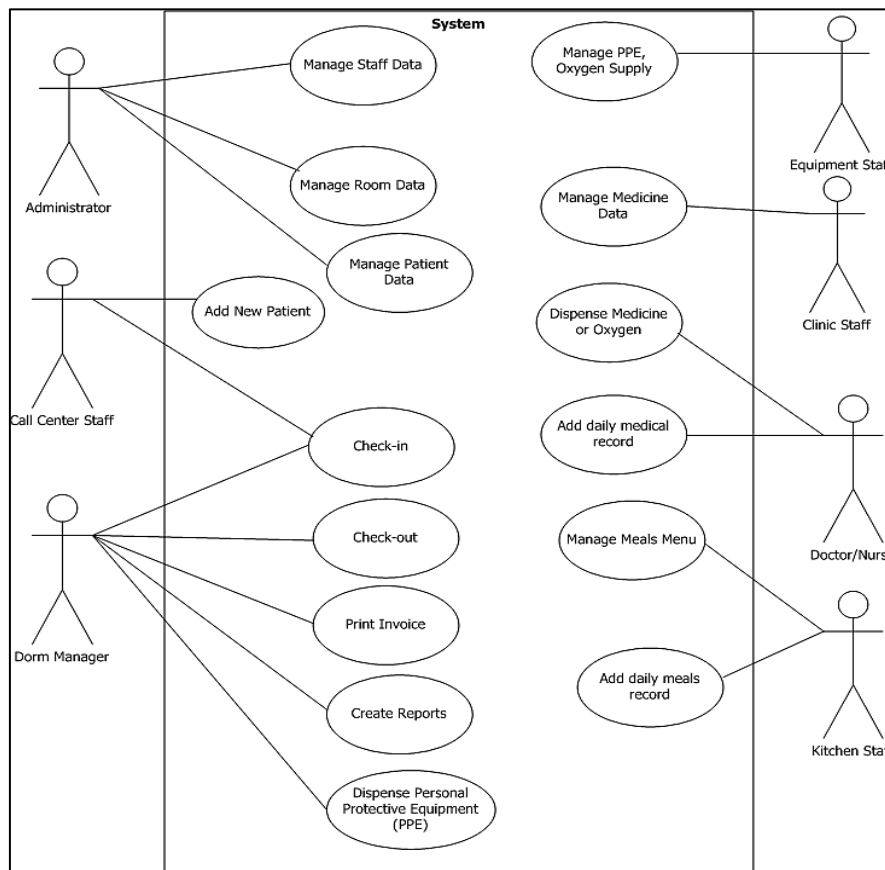 System
Manage Staff Data
Manage PPE,
Oxygen Supply
Administrator
Equipment Staff
Manage Room Data
Manage Medicine
Data
Manage Patient
Data
Add New Patient
Dispense Medicine
or Oxygen
Clinic Staff
Call Center Staff
Check-in
Add daily medical
record
Check-out
Manage Meals Menu
Doctor/Nurs
Dorm Manager
Print Invoice
Add daily meals
record
Create Reports
Kitchen Staf
Dispense Personal
Protective Equipment
(PPE)